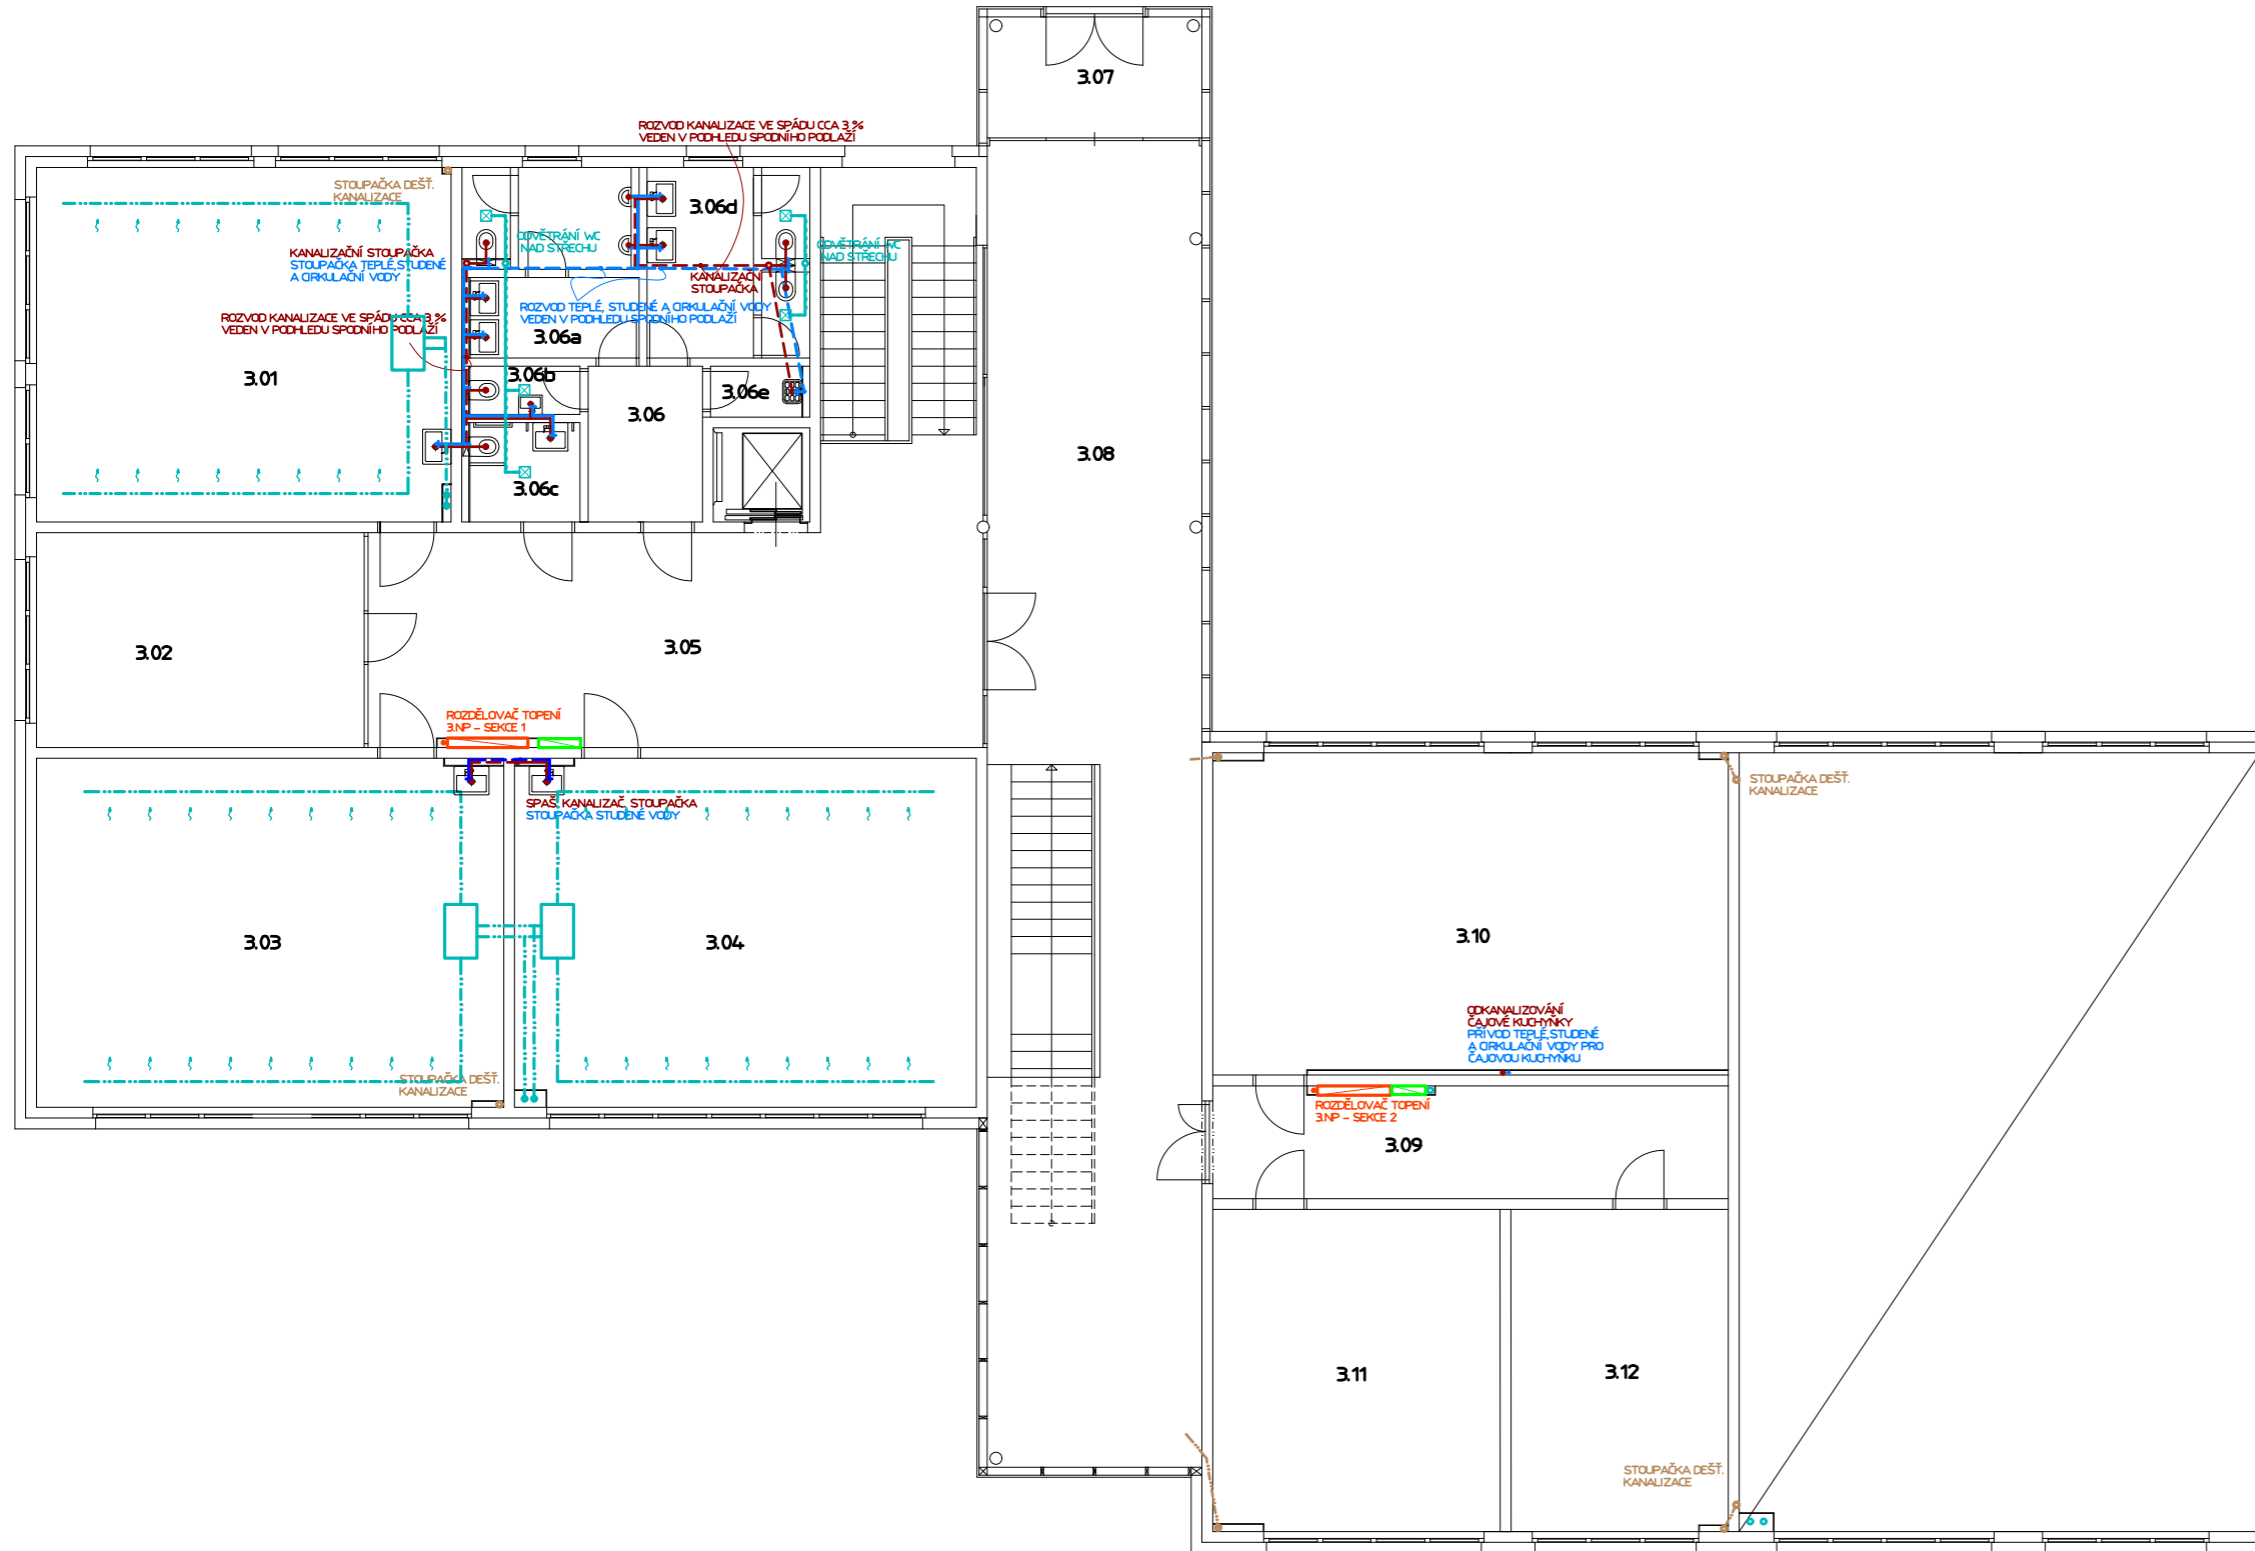 3.07
ROZVOD KANALIZACE VE SPÁDU CCA 3 %
VEDEN V PODHLEDU SPODNÍHO PODLAŽÍ
STOUPAČKA DEŠŤ.
KANALIZACE
3.06d
ODVĚTRÁNÍ WC
NAD STŘECHU
ODVĚTRÁNÍ WC
NAD STŘECHU
KANALIZAČNÍ STOUPAČKA
STOUPAČKA TEPLÉ, STUDENÉ
A CIRKULAČNÍ VODY
KANALIZAČNÍ
STOUPAČKA
ROZVOD TEPLÉ, STUDENÉ A CIRKULAČNÍ VODY
VEDEN V PODHLEDU SPODNÍHO PODLAŽÍ
ROZVOD KANALIZACE VE SPÁDU CCA 3 %
VEDEN V PODHLEDU SPODNÍHO PODLAŽÍ
3.06a
3.01
3.06b
3.06e
3.06
3.08
3.06c
3.02
3.05
ROZDĚLOVAČ TOPENÍ
3.NP - SEKCE 1
STOUPAČKA DEŠŤ.
KANALIZACE
SPAŠ. KANALIZAČ. STOUPAČKA
STOUPAČKA STUDENÉ VODY
3.03
3.04
3.10
ODKANALIZOVÁNÍ
ČAJOVÉ KUCHYŇKY
PŘÍVOD TEPLÉ, STUDENÉ
A CIRKULAČNÍ VODY PRO
ČAJOVOU KUCHYŇKU
STOUPAČKA DEŠŤ.
KANALIZACE
ROZDĚLOVAČ TOPENÍ
3.NP - SEKCE 2
3.09
3.11
3.12
STOUPAČKA DEŠŤ.
KANALIZACE